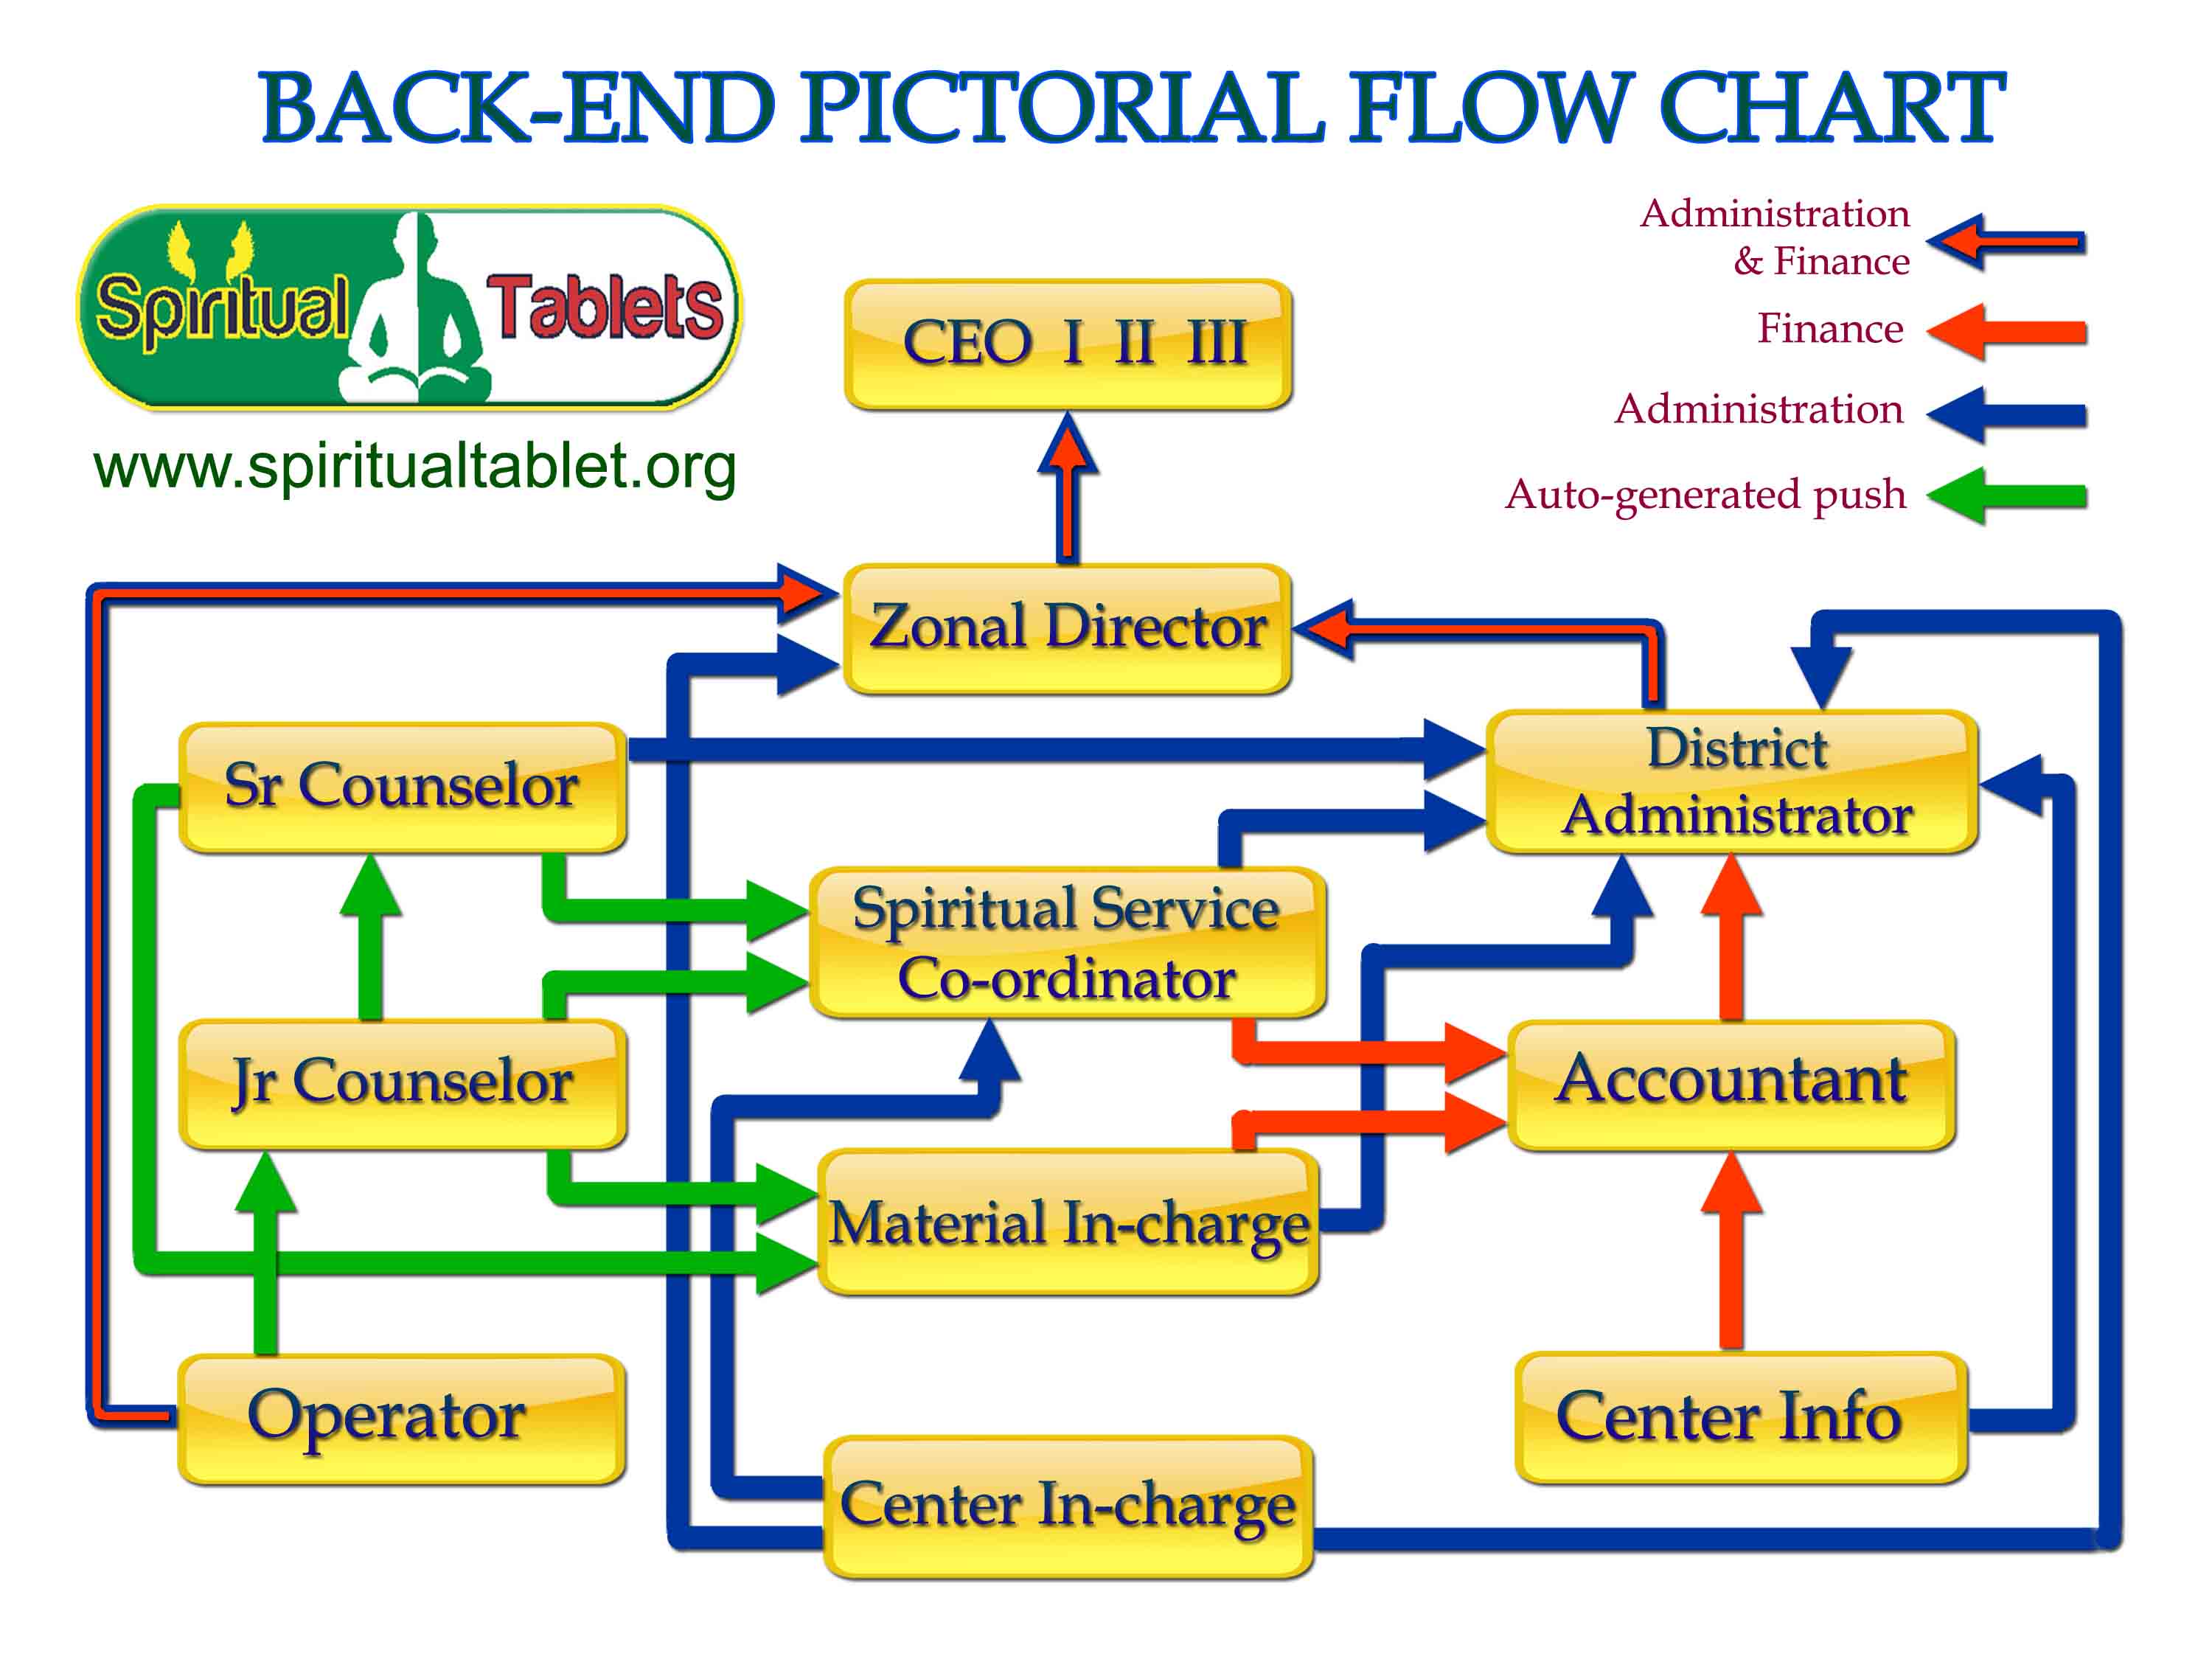 BACK-END PICTORIAL FLOW CHART
Spiritual Tablets
www.spiritualtablet.org
Administration
& Finance
Finance
Administration
Auto-generated push
CEO I II III
Zonal Director
Sr Counselor
District
Administrator
Spiritual Service
Co-ordinator
Jr Counselor
Accountant
Material In-charge
Operator
Center Info
Center In-charge